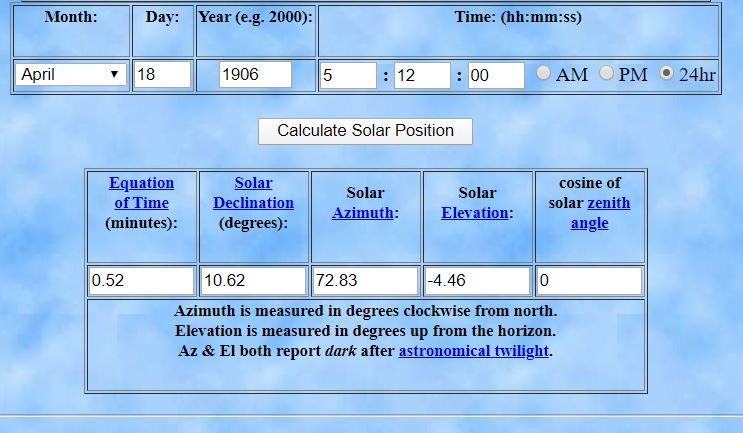 Month: Day: Year (e.g. 2000): Time: (hh:mm:ss)
April 18 1906 5 : 12 : 00 AM PM 24hr
Calculate Solar Position
Equation of Time (minutes): Solar Declination (degrees): Solar Azimuth: Solar Elevation: cosine of solar zenith angle
0.52 10.62 72.83 -4.46 0
Azimuth is measured in degrees clockwise from north.
Elevation is measured in degrees up from the horizon.
Az & El both report dark after astronomical twilight.